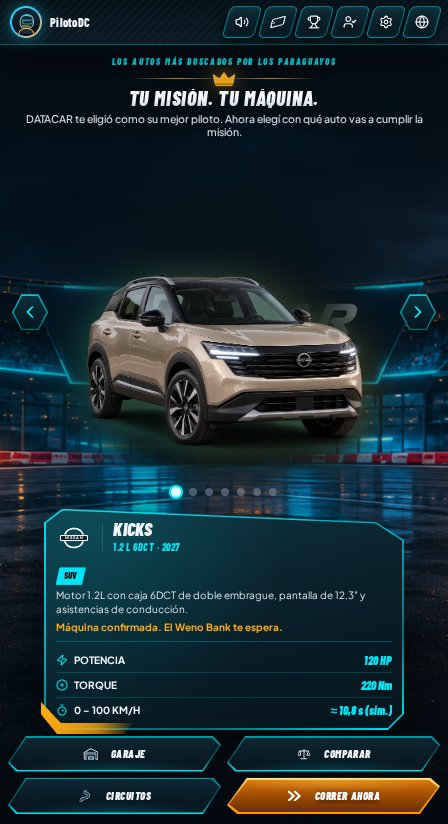 PilotoDC
LOS AUTOS MÁS BUSCADOS POR LOS PARAGUAYOS
TU MISIÓN. TU MÁQUINA.
DATACAR te eligió como su mejor piloto. Ahora elegí con qué auto vas a cumplir la
misión.
NISSAN
KICKS
1.2 L 6DCT · 2027
SUV
Motor 1.2L con caja 6DCT de doble embrague, pantalla de 12,3" y
asistencias de conducción.
Máquina confirmada. El Weno Bank te espera.
POTENCIA 120 HP
TORQUE 220 Nm
0 – 100 KM/H ≈ 10,8 s (sim.)
GARAJE
COMPARAR
CIRCUITOS
CORRER AHORA